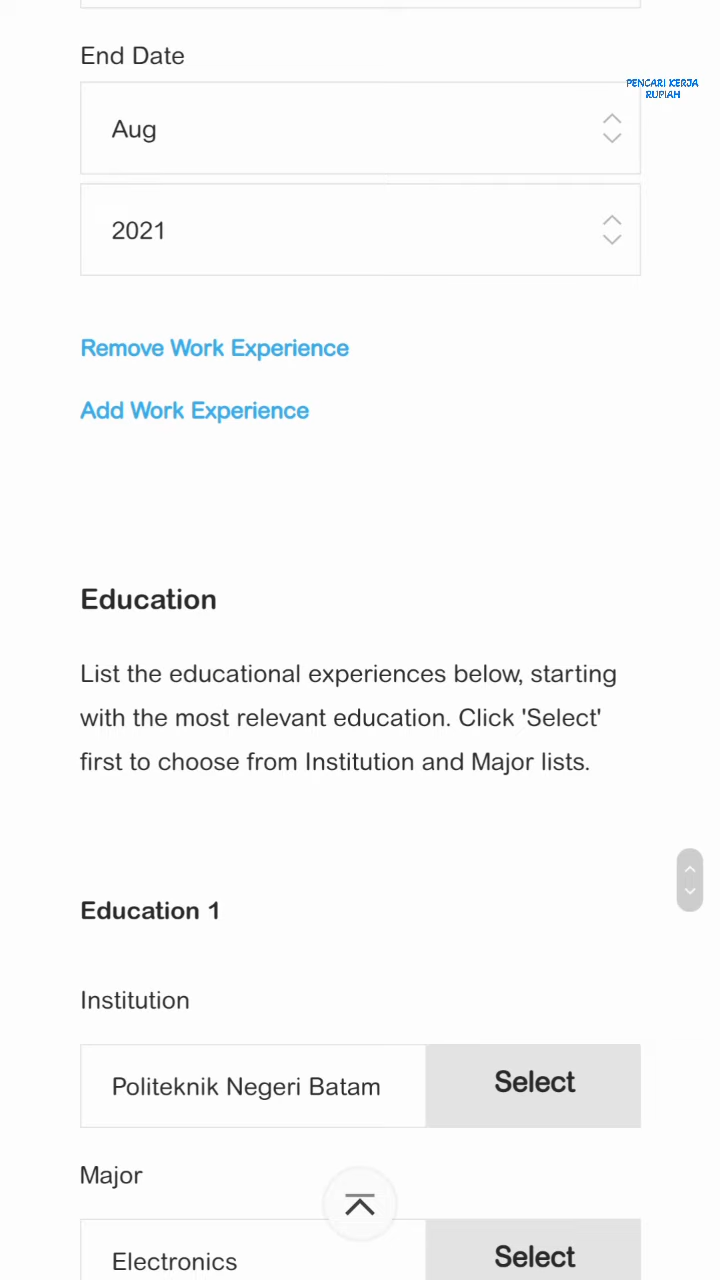 End Date
PENCARI KERJA
RUPIAH
Aug
2021
Remove Work Experience
Add Work Experience
Education
List the educational experiences below, starting
with the most relevant education. Click 'Select'
first to choose from Institution and Major lists.
Education 1
Institution
Politeknik Negeri Batam
Select
Major
Electronics
Select